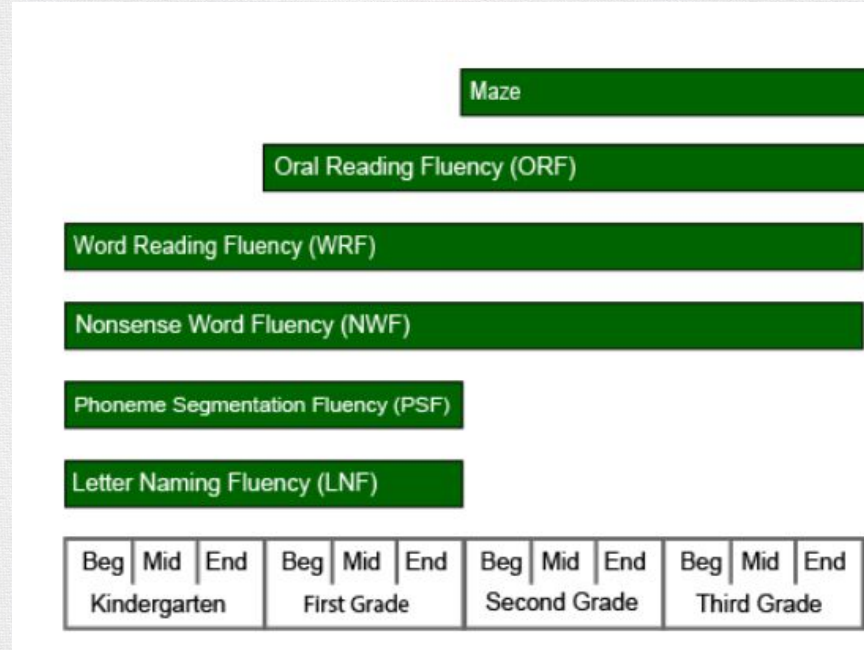 Maze
Oral Reading Fluency (ORF)
Word Reading Fluency (WRF)
Nonsense Word Fluency (NWF)
Phoneme Segmentation Fluency (PSF)
Letter Naming Fluency (LNF)
Beg Mid End Beg Mid End Beg Mid End Beg Mid End
Kindergarten First Grade Second Grade Third Grade